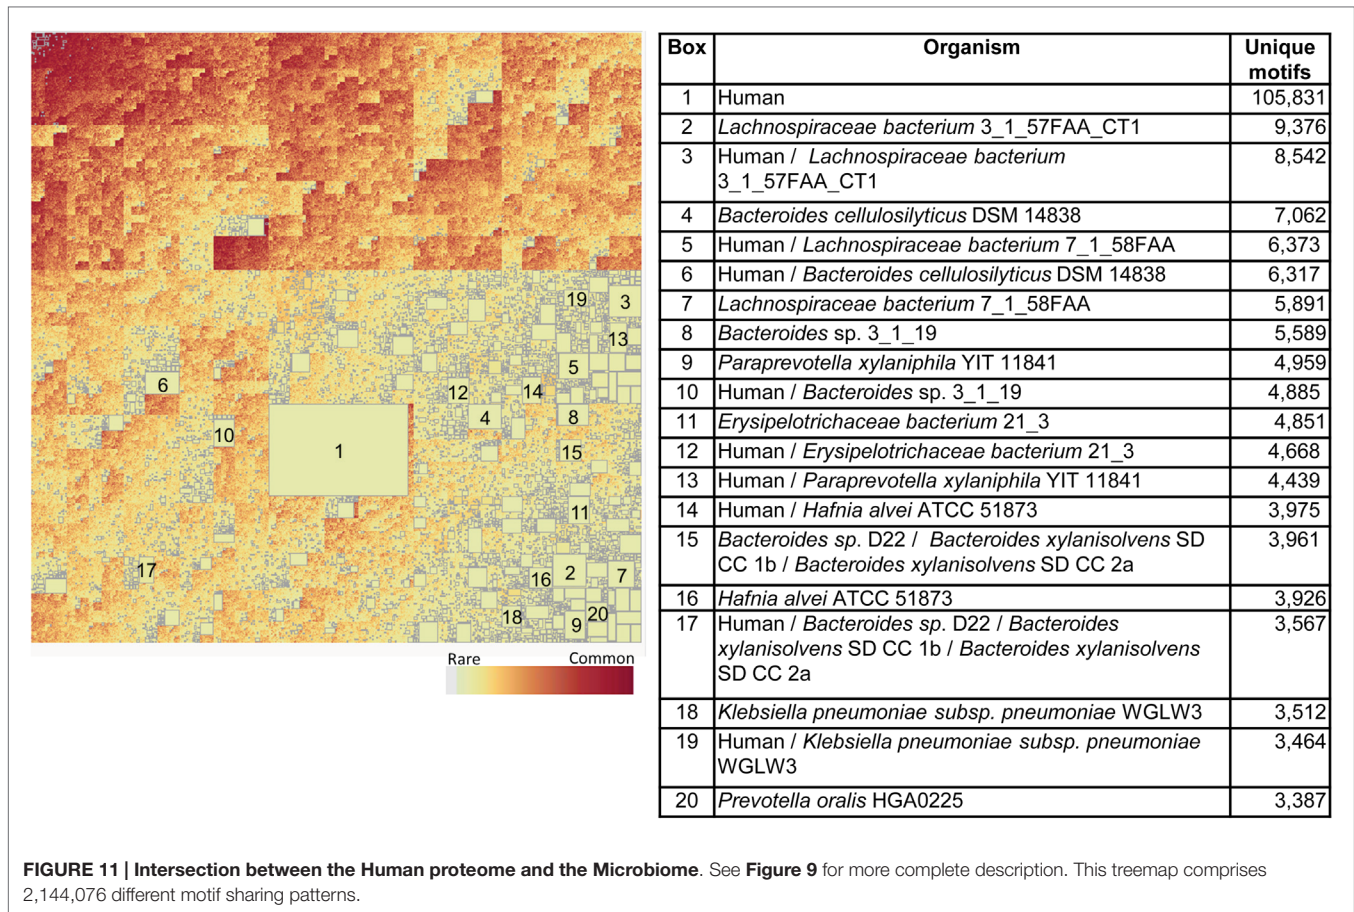 19
3
13
5
6
12
14
4
8
10
1
15
11
17
16
2
7
18
9
20
Rare
Common
Box
Organism
Unique
motifs
1
Human
105,831
2
Lachnospiraceae bacterium 3_1_57FAA_CT1
9,376
3
Human / Lachnospiraceae bacterium
3_1_57FAA_CT1
8,542
4
Bacteroides cellulosilyticus DSM 14838
7,062
5
Human / Lachnospiraceae bacterium 7_1_58FAA
6,373
6
Human / Bacteroides cellulosilyticus DSM 14838
6,317
7
Lachnospiraceae bacterium 7_1_58FAA
5,891
8
Bacteroides sp. 3_1_19
5,589
9
Paraprevotella xylaniphila YIT 11841
4,959
10
Human / Bacteroides sp. 3_1_19
4,885
11
Erysipelotrichaceae bacterium 21_3
4,851
12
Human / Erysipelotrichaceae bacterium 21_3
4,668
13
Human / Paraprevotella xylaniphila YIT 11841
4,439
14
Human / Hafnia alvei ATCC 51873
3,975
15
Bacteroides sp. D22 / Bacteroides xylanisolvens SD
CC 1b / Bacteroides xylanisolvens SD CC 2a
3,961
16
Hafnia alvei ATCC 51873
3,926
17
Human / Bacteroides sp. D22 / Bacteroides
xylanisolvens SD CC 1b / Bacteroides xylanisolvens
SD CC 2a
3,567
18
Klebsiella pneumoniae subsp. pneumoniae WGLW3
3,512
19
Human / Klebsiella pneumoniae subsp. pneumoniae
WGLW3
3,464
20
Prevotella oralis HGA0225
3,387
FIGURE 11 | Intersection between the Human proteome and the Microbiome. See Figure 9 for more complete description. This treemap comprises
2,144,076 different motif sharing patterns.